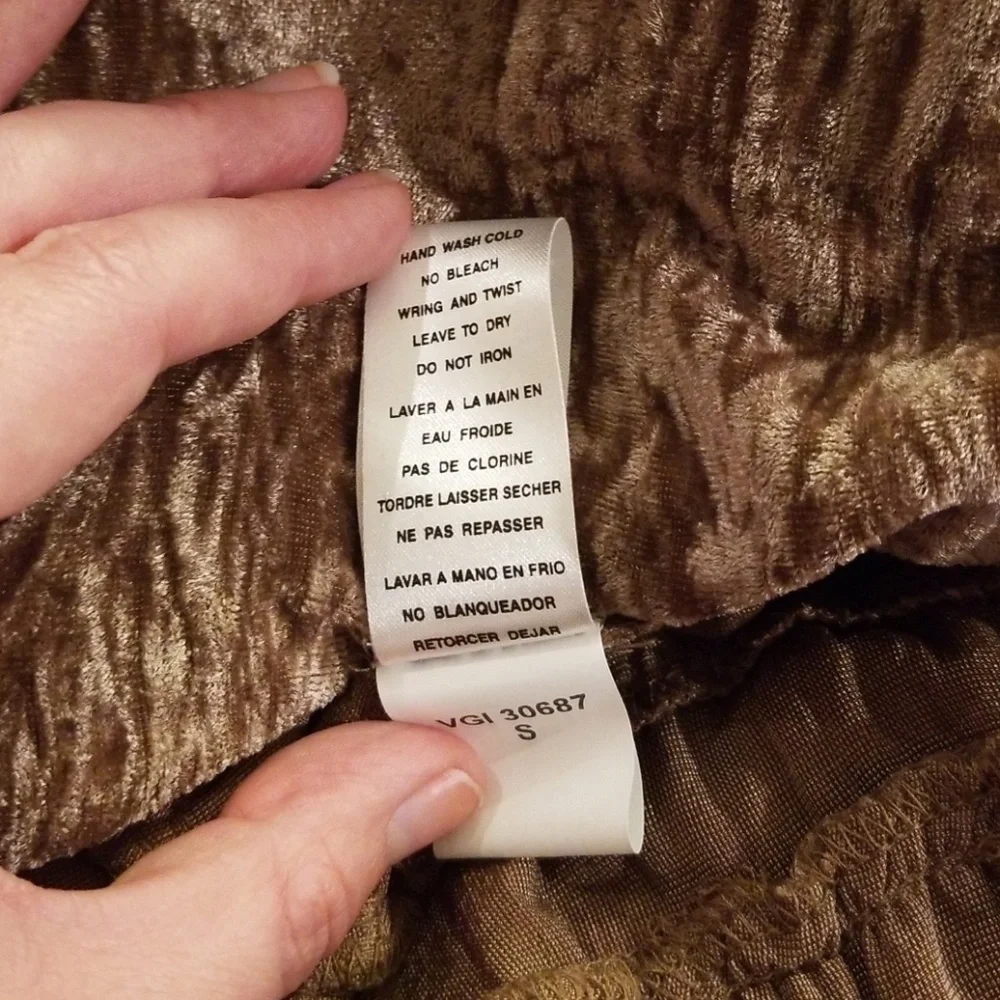 HAND WASH COLD
NO BLEACH
WRING AND TWIST
LEAVE TO DRY
DO NOT IRON
LAVER A LA MAIN EN
EAU FROIDE
PAS DE CLORINE
TORDRE LAISSER SECHER
NE PAS REPASSER
LAVAR A MANO EN FRIO
NO BLANQUEADOR
RETORCER DEJAR
VGI 30687
S